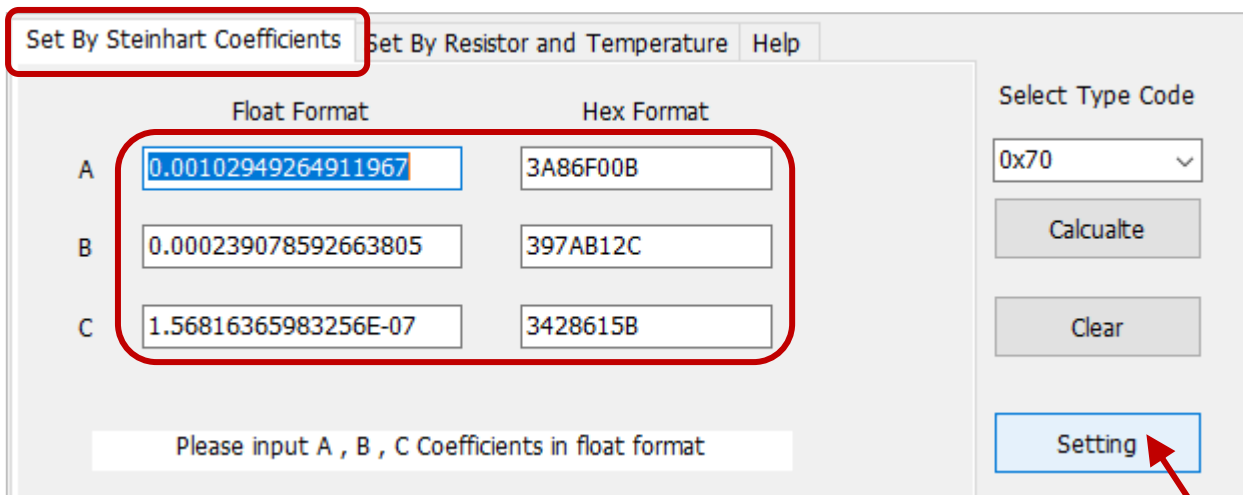 Set By Steinhart Coefficients Set By Resistor and Temperature Help
Float Format Hex Format Select Type Code
A 0.00102949264911967 3A86F00B 0x70
B 0.000239078592663805 397AB12C Calcualte
C 1.56816365983256E-07 3428615B Clear
Please input A , B , C Coefficients in float format Setting